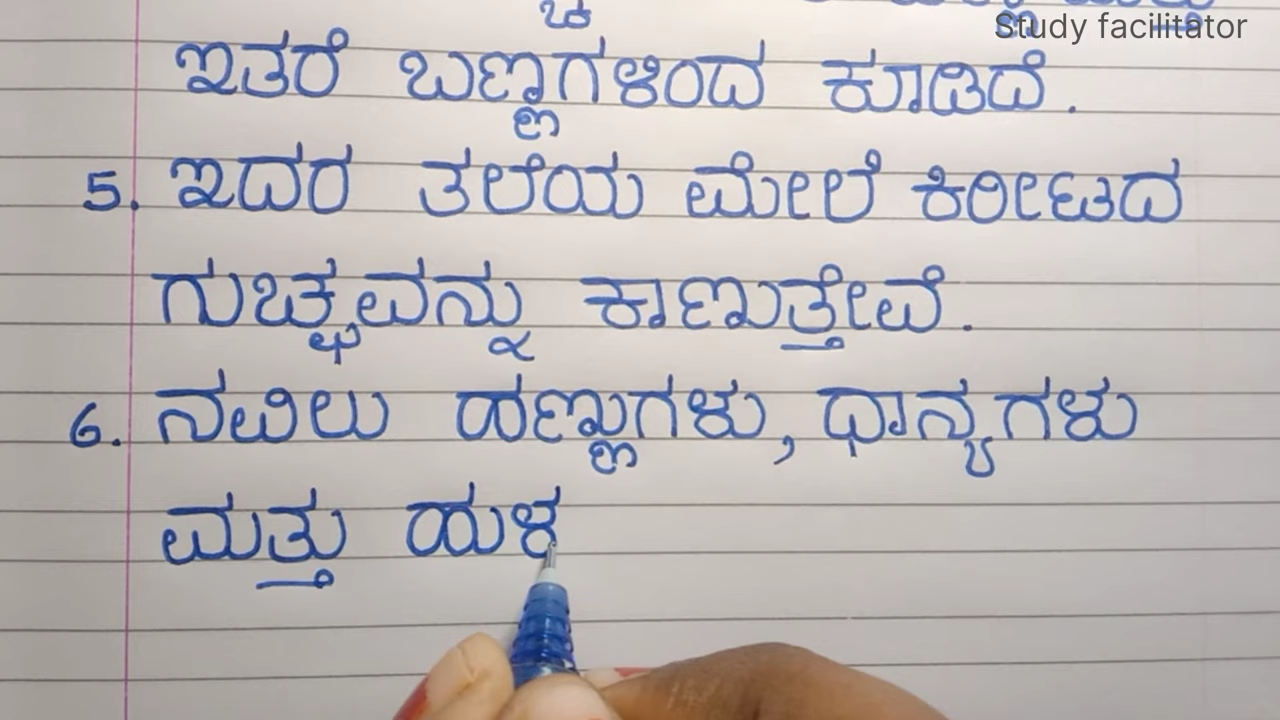 Study facilitator
ಇತರೆ ಬಣ್ಣಗಳಿಂದ ಕೂಡಿದೆ.
5. ಇದರ ತಲೆಯ ಮೇಲೆ ಕಿರೀಟದ
ಗುಚ್ಛವನ್ನು ಕಾಣುತ್ತೇವೆ.
6. ನವಿಲು ಹಣ್ಣುಗಳು, ಧಾನ್ಯಗಳು
ಮತ್ತು ಹುಳ